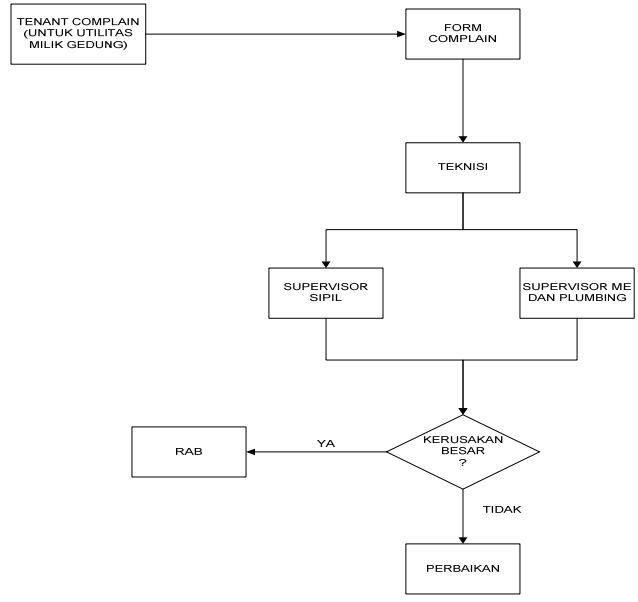 TENANT COMPLAIN
(UNTUK UTILITAS
MILIK GEDUNG)
FORM
COMPLAIN
TEKNISI
SUPERVISOR
SIPIL
SUPERVISOR ME
DAN PLUMBING
KERUSAKAN
BESAR
?
YA
RAB
TIDAK
PERBAIKAN